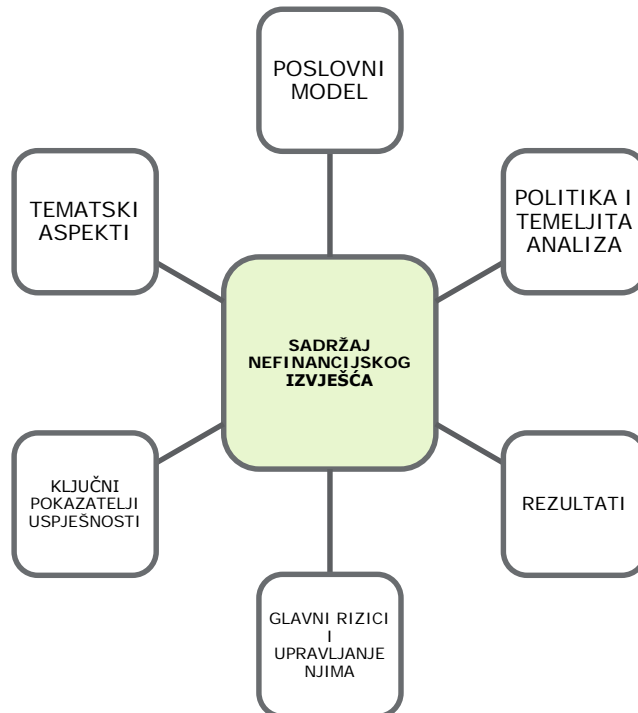 POSLOVNI
MODEL
TEMATSKI
ASPEKTI
POLITIKA I
TEMELJITA
ANALIZA
SADRŽAJ
NEFINANCIJSKOG
IZVJEŠĆA
KLJUČNI
POKAZATELJI
USPJEŠNOSTI
REZULTATI
GLAVNI RIZICI
I
UPRAVLJANJE
NJIMA